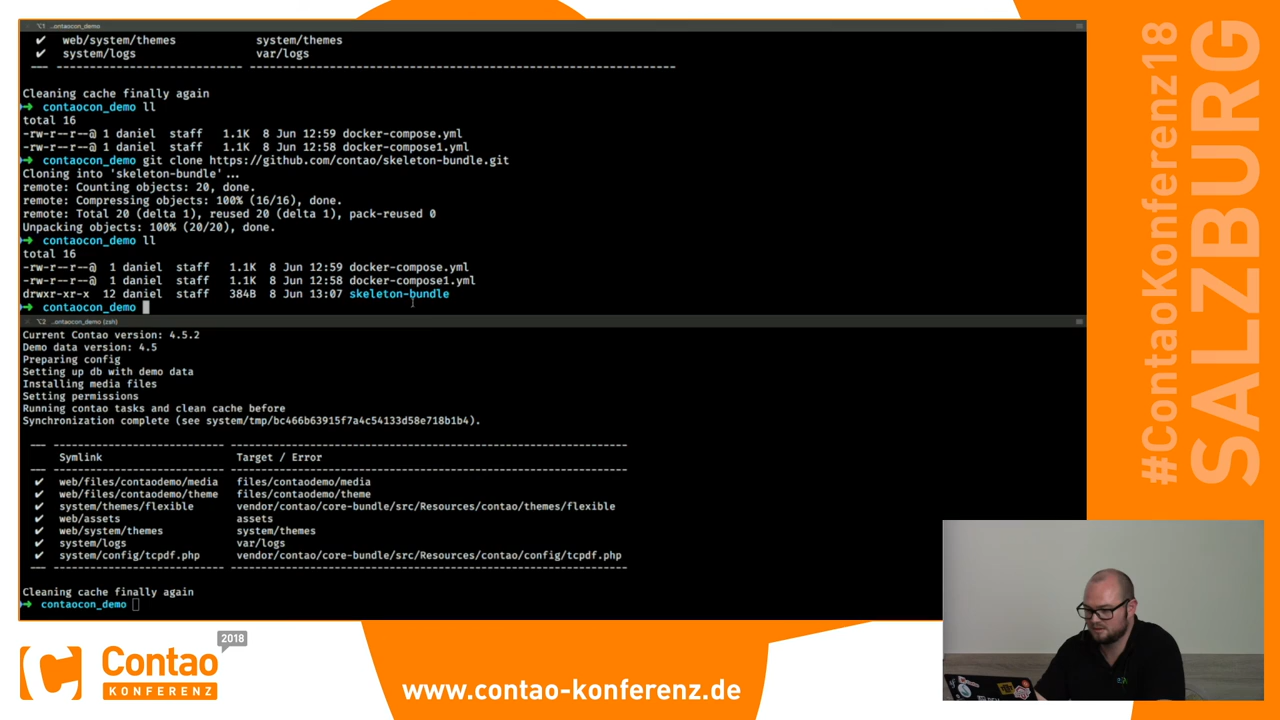 ..ontaocon_demo
✔ web/system/themes system/themes
✔ system/logs var/logs
Cleaning cache finally again
➜ contaocon_demo ll
total 16
-rw-r--r--@ 1 daniel staff 1.1K 8 Jun 12:59 docker-compose.yml
-rw-r--r--@ 1 daniel staff 1.1K 8 Jun 12:58 docker-compose1.yml
➜ contaocon_demo git clone https://github.com/contao/skeleton-bundle.git
Cloning into 'skeleton-bundle'...
remote: Counting objects: 20, done.
remote: Compressing objects: 100% (16/16), done.
remote: Total 20 (delta 1), reused 20 (delta 1), pack-reused 0
Unpacking objects: 100% (20/20), done.
➜ contaocon_demo ll
total 16
-rw-r--r--@ 1 daniel staff 1.1K 8 Jun 12:59 docker-compose.yml
-rw-r--r--@ 1 daniel staff 1.1K 8 Jun 12:58 docker-compose1.yml
drwxr-xr-x 12 daniel staff 384B 8 Jun 13:07 skeleton-bundle
➜ contaocon_demo
..ontaocon_demo (zsh)
Current Contao version: 4.5.2
Demo data version: 4.5
Preparing config
Setting up db with demo data
Installing media files
Setting permissions
Running contao tasks and clean cache before
Synchronization complete (see system/tmp/bc466b63915f7a4c54133d58e718b1b4).
Symlink Target / Error
✔ web/files/contaodemo/media files/contaodemo/media
✔ web/files/contaodemo/theme files/contaodemo/theme
✔ system/themes/flexible vendor/contao/core-bundle/src/Resources/contao/themes/flexible
✔ web/assets assets
✔ web/system/themes system/themes
✔ system/logs var/logs
✔ system/config/tcpdf.php vendor/contao/core-bundle/src/Resources/contao/config/tcpdf.php
Cleaning cache finally again
➜ contaocon_demo
#ContaoKonferenz18
SALZBURG
2018
Contao
KONFERENZ
www.contao-konferenz.de